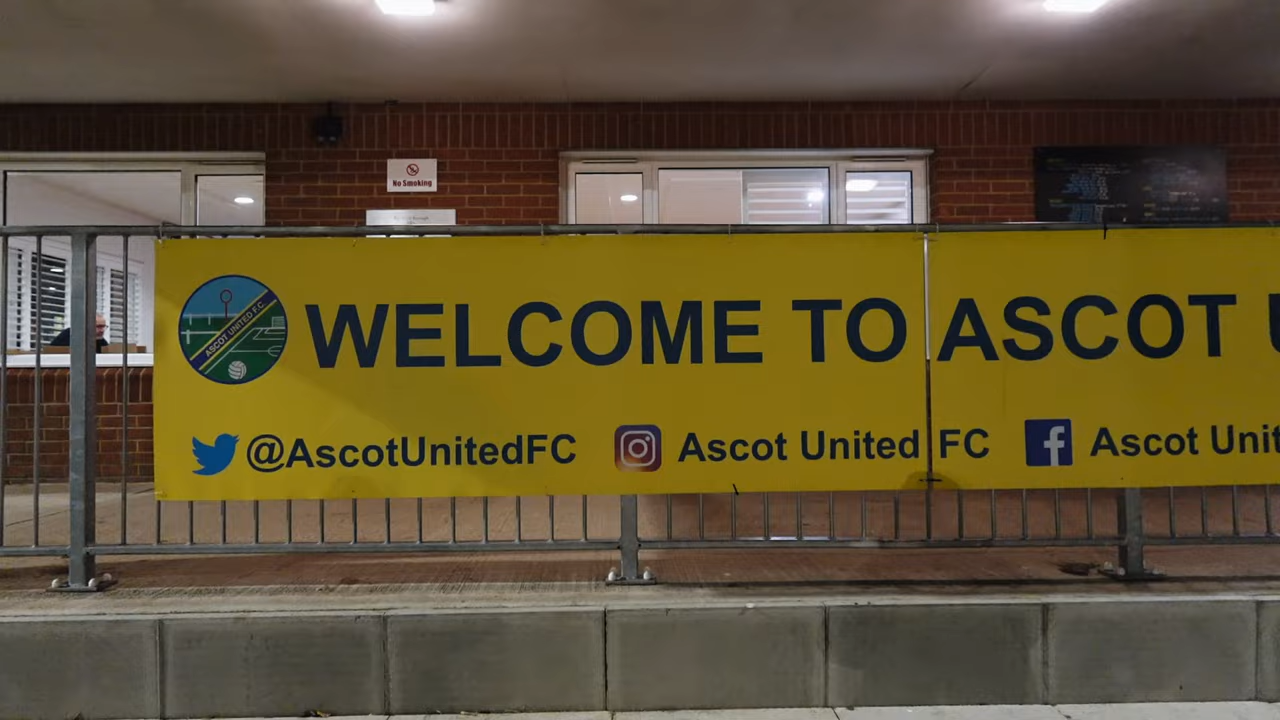 No Smoking
ASCOT UNITED F.C.
WELCOME TO ASCOT U
@AscotUnitedFC Ascot United FC Ascot Unit